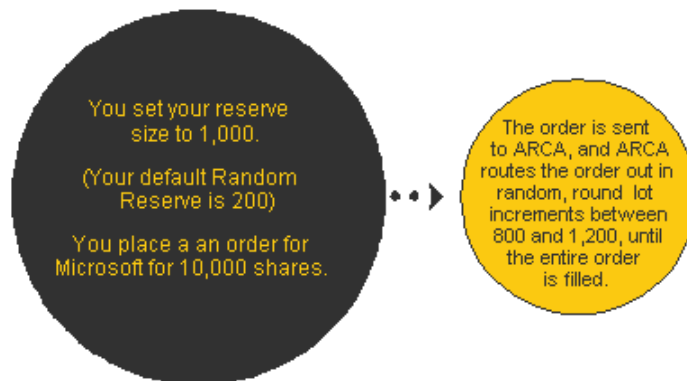 You set your reserve
size to 1,000.
(Your default Random
Reserve is 200)
You place a an order for
Microsoft for 10,000 shares.
The order is sent
to ARCA, and ARCA
routes the order out in
random, round lot
increments between
800 and 1,200, until
the entire order
is filled.